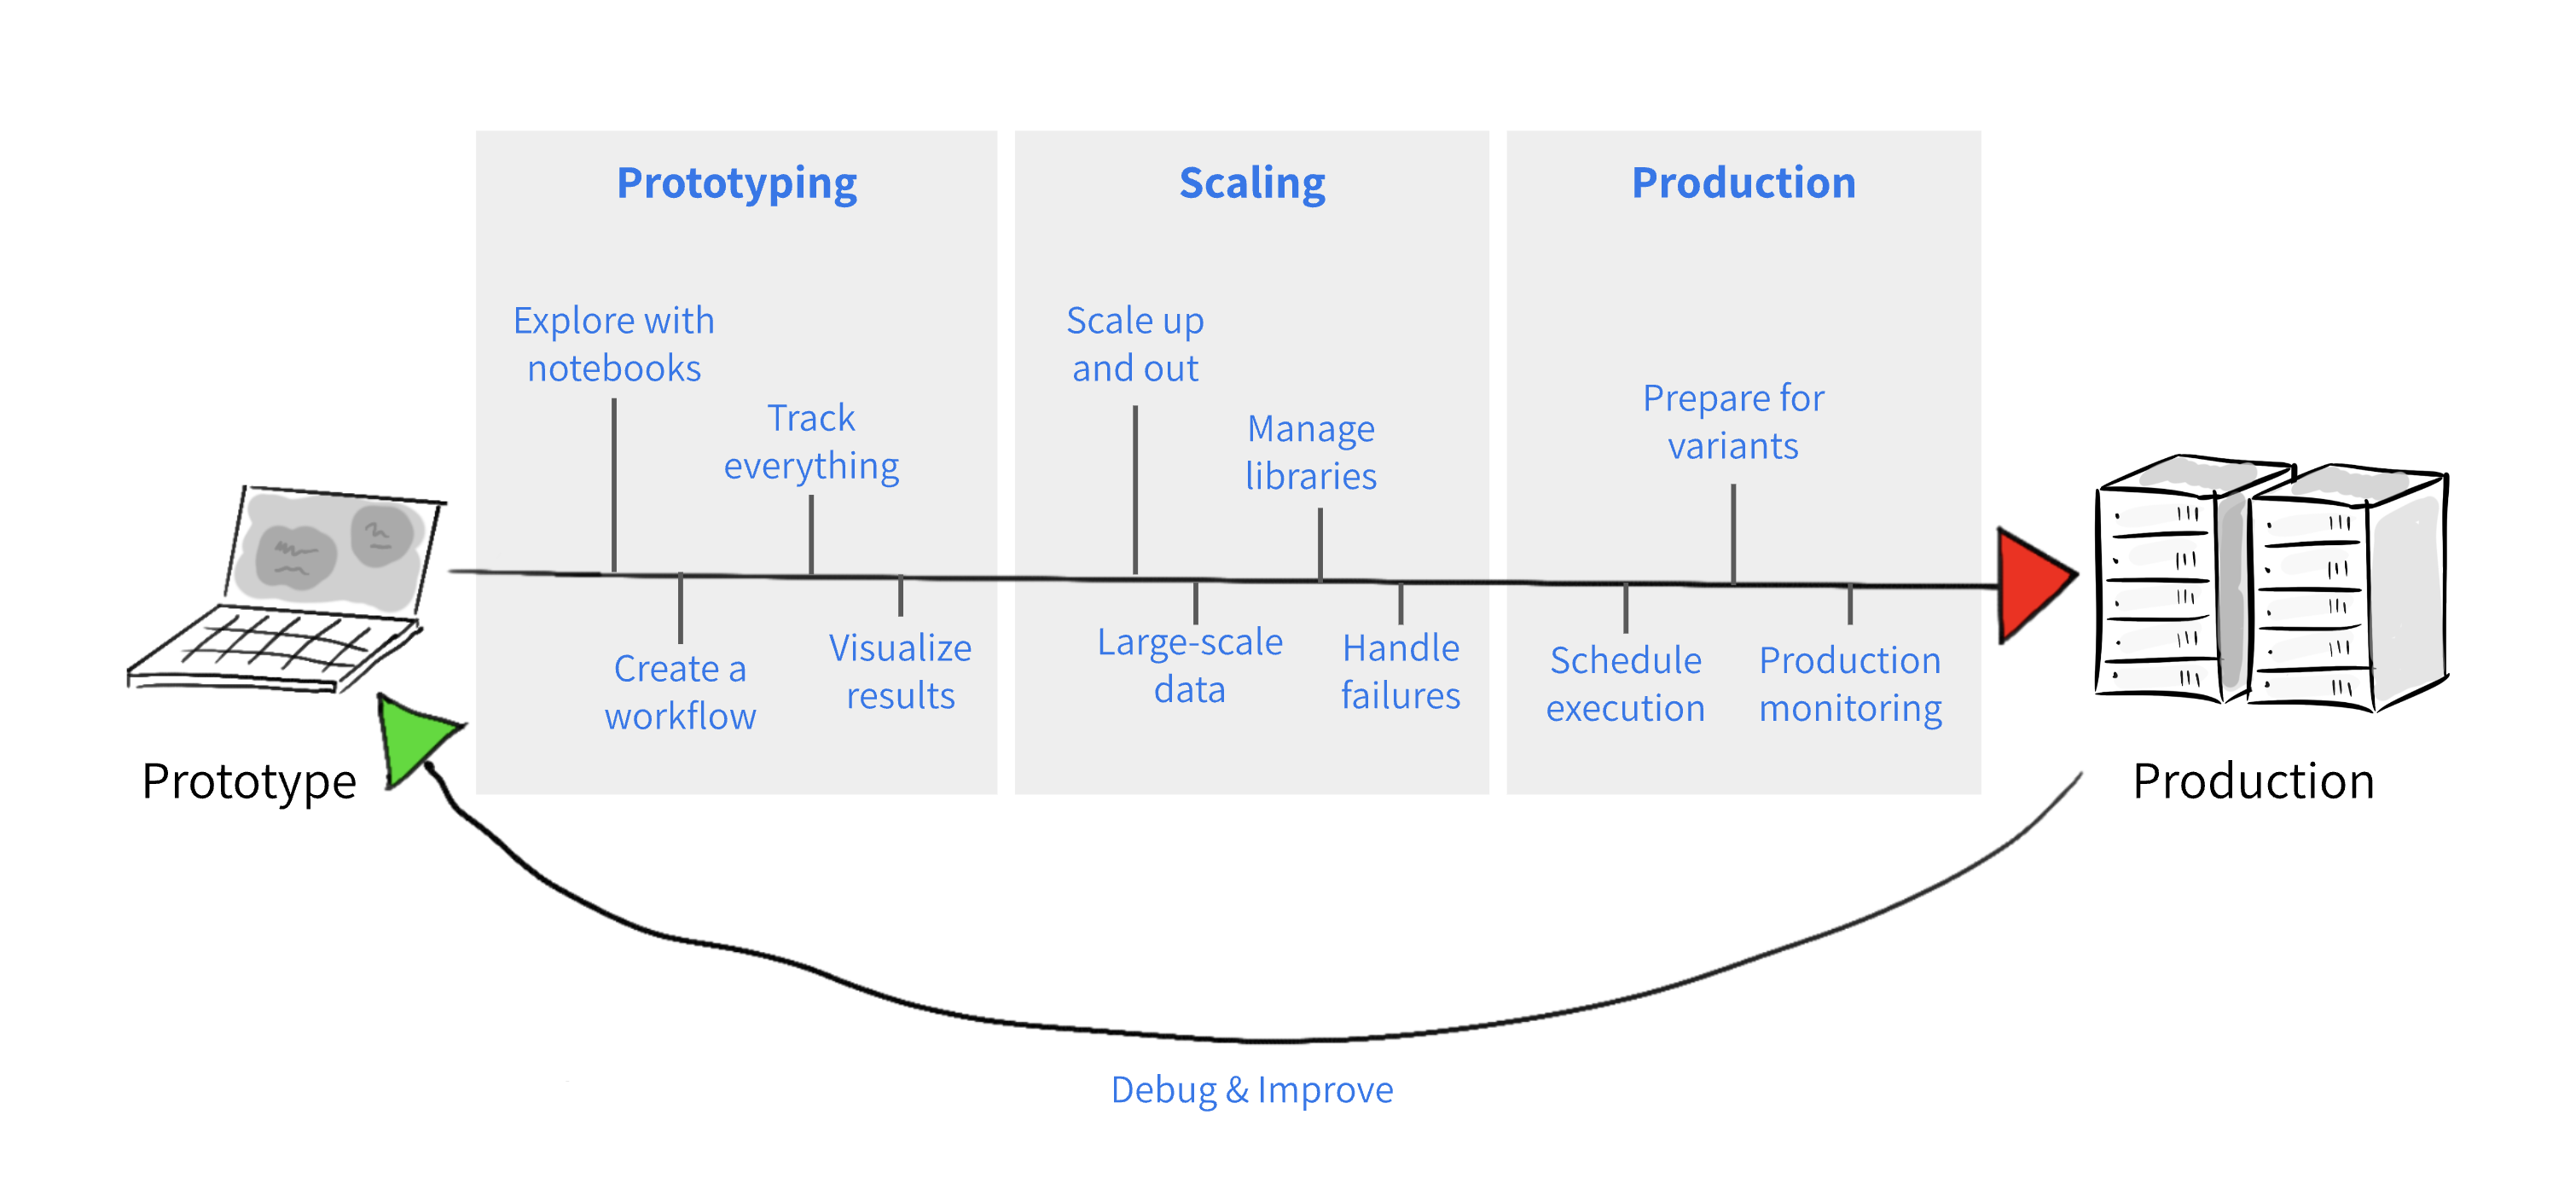 Prototyping
Explore with
notebooks
Track
everything
Create a
workflow
Visualize
results
Scaling
Scale up
and out
Manage
libraries
Large-scale
data
Handle
failures
Production
Prepare for
variants
Schedule
execution
Production
monitoring
Prototype
Production
Debug & Improve